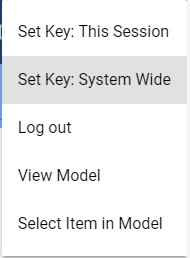 Set Key: This Session
Set Key: System Wide
Log out
View Model
Select Item in Model